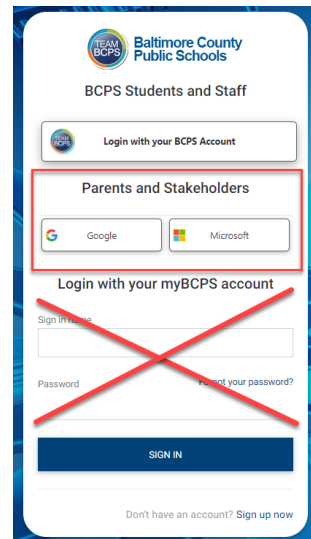 TEAM
BCPS
Baltimore County
Public Schools
BCPS Students and Staff
TEAM
BCPS
Login with your BCPS Account
Parents and Stakeholders
G
Google
Microsoft
Login with your myBCPS account
Sign in name
Password
Forgot your password?
SIGN IN
Don't have an account? Sign up now